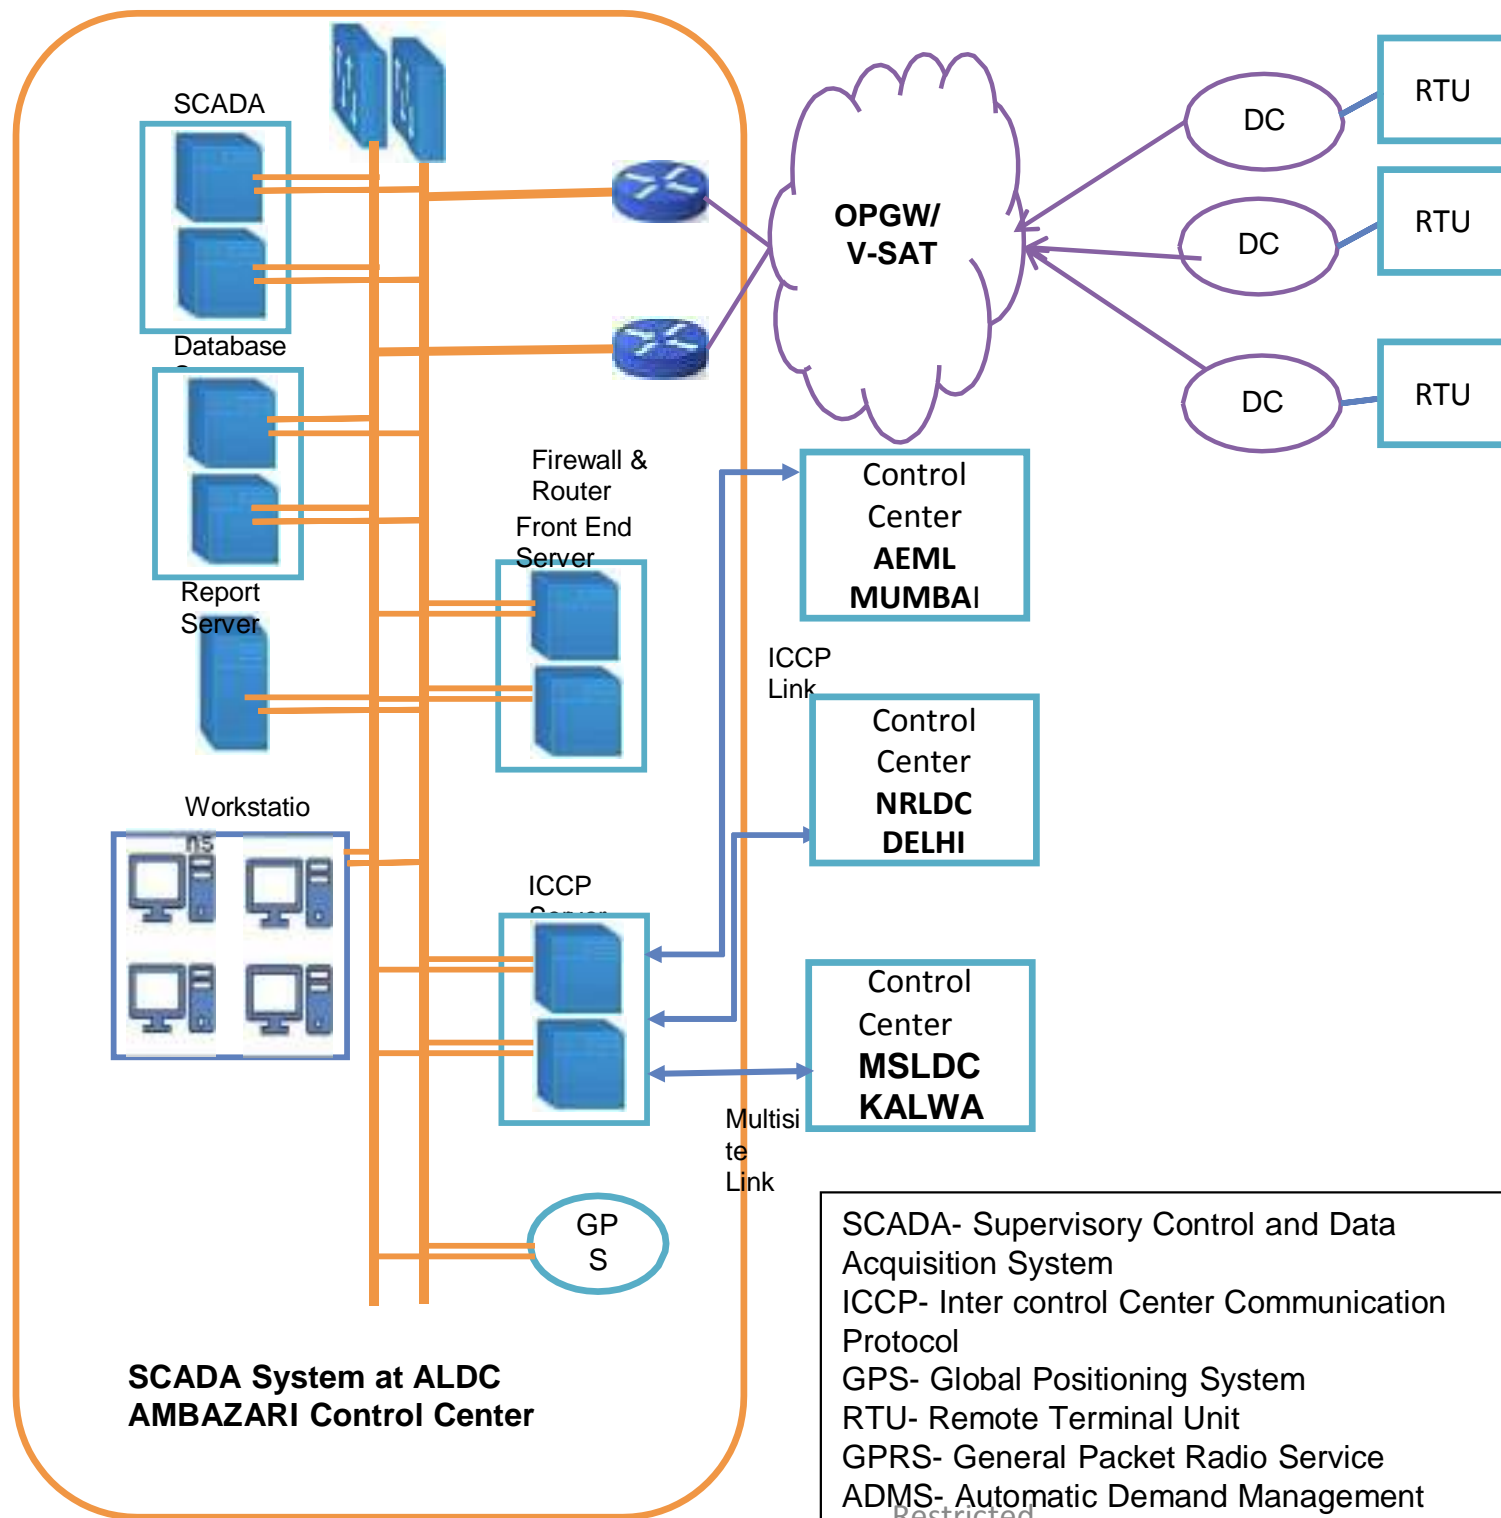 SCADA
Database
Report
Server
Workstatio
ns
Firewall &
Router
Front End
Server
ICCP
Server
GP
S
SCADA System at ALDC
AMBAZARI Control Center
OPGW/
V-SAT
DC
RTU
DC
RTU
DC
RTU
Control
Center
AEML
MUMBAI
ICCP
Link
Control
Center
NRLDC
DELHI
Control
Center
MSLDC
KALWA
Multisi
te
Link
SCADA- Supervisory Control and Data
Acquisition System
ICCP- Inter control Center Communication
Protocol
GPS- Global Positioning System
RTU- Remote Terminal Unit
GPRS- General Packet Radio Service
ADMS- Automatic Demand Management
Restricted